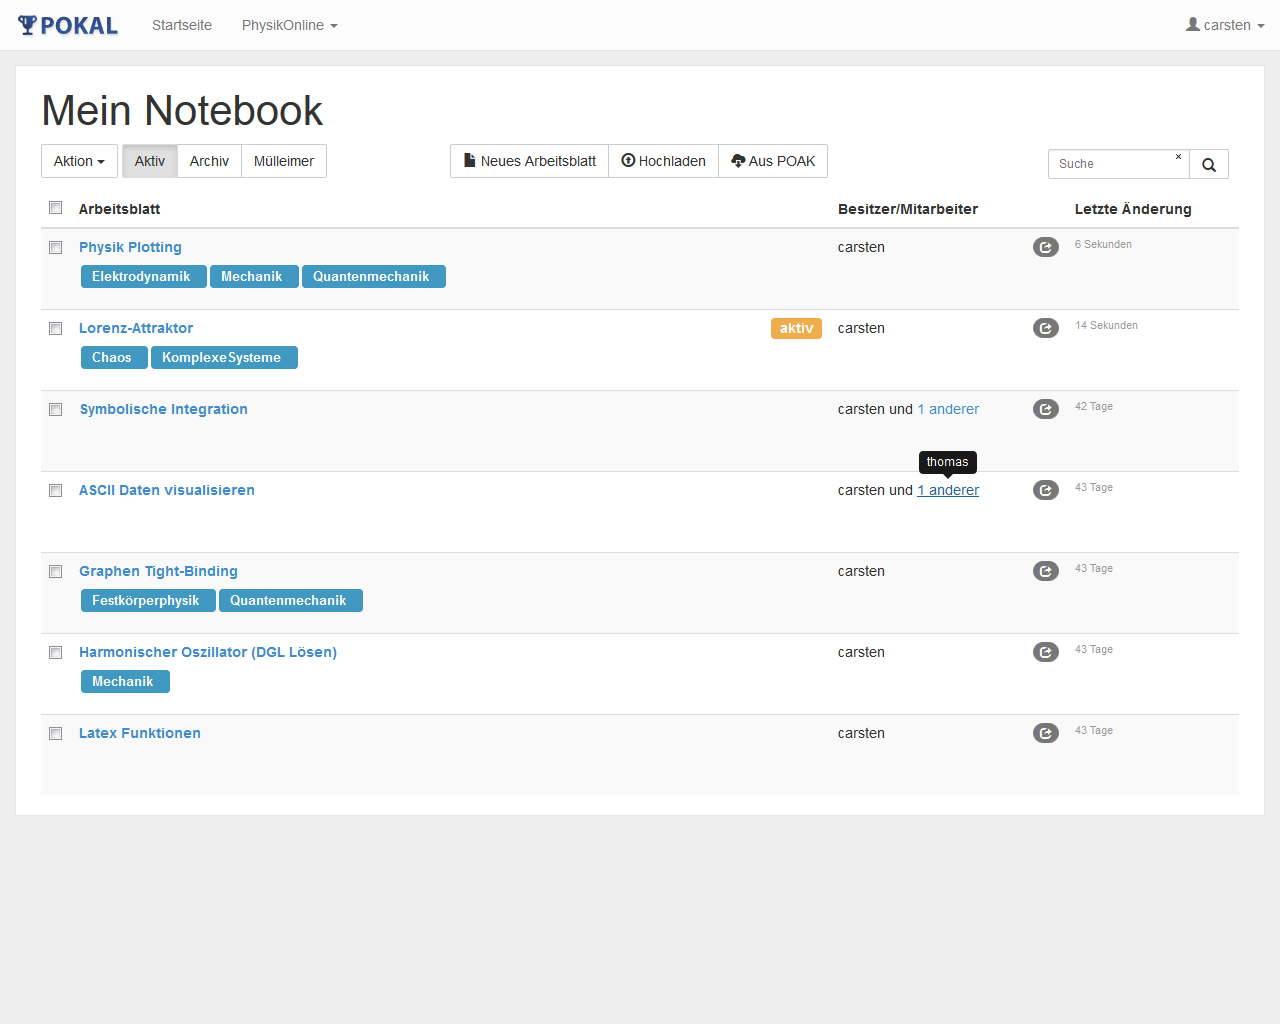 POKAL Startseite PhysikOnline carsten
Mein Notebook
Aktion Aktiv Archiv Mülleimer Neues Arbeitsblatt Hochladen Aus POAK Suche ×
Arbeitsblatt Besitzer/Mitarbeiter Letzte Änderung
Physik Plotting carsten 6 Sekunden
Elektrodynamik Mechanik Quantenmechanik
Lorenz-Attraktor aktiv carsten 14 Sekunden
Chaos KomplexeSysteme
Symbolische Integration carsten und 1 anderer 42 Tage
thomas
ASCII Daten visualisieren carsten und 1 anderer 43 Tage
Graphen Tight-Binding carsten 43 Tage
Festkörperphysik Quantenmechanik
Harmonischer Oszillator (DGL Lösen) carsten 43 Tage
Mechanik
Latex Funktionen carsten 43 Tage